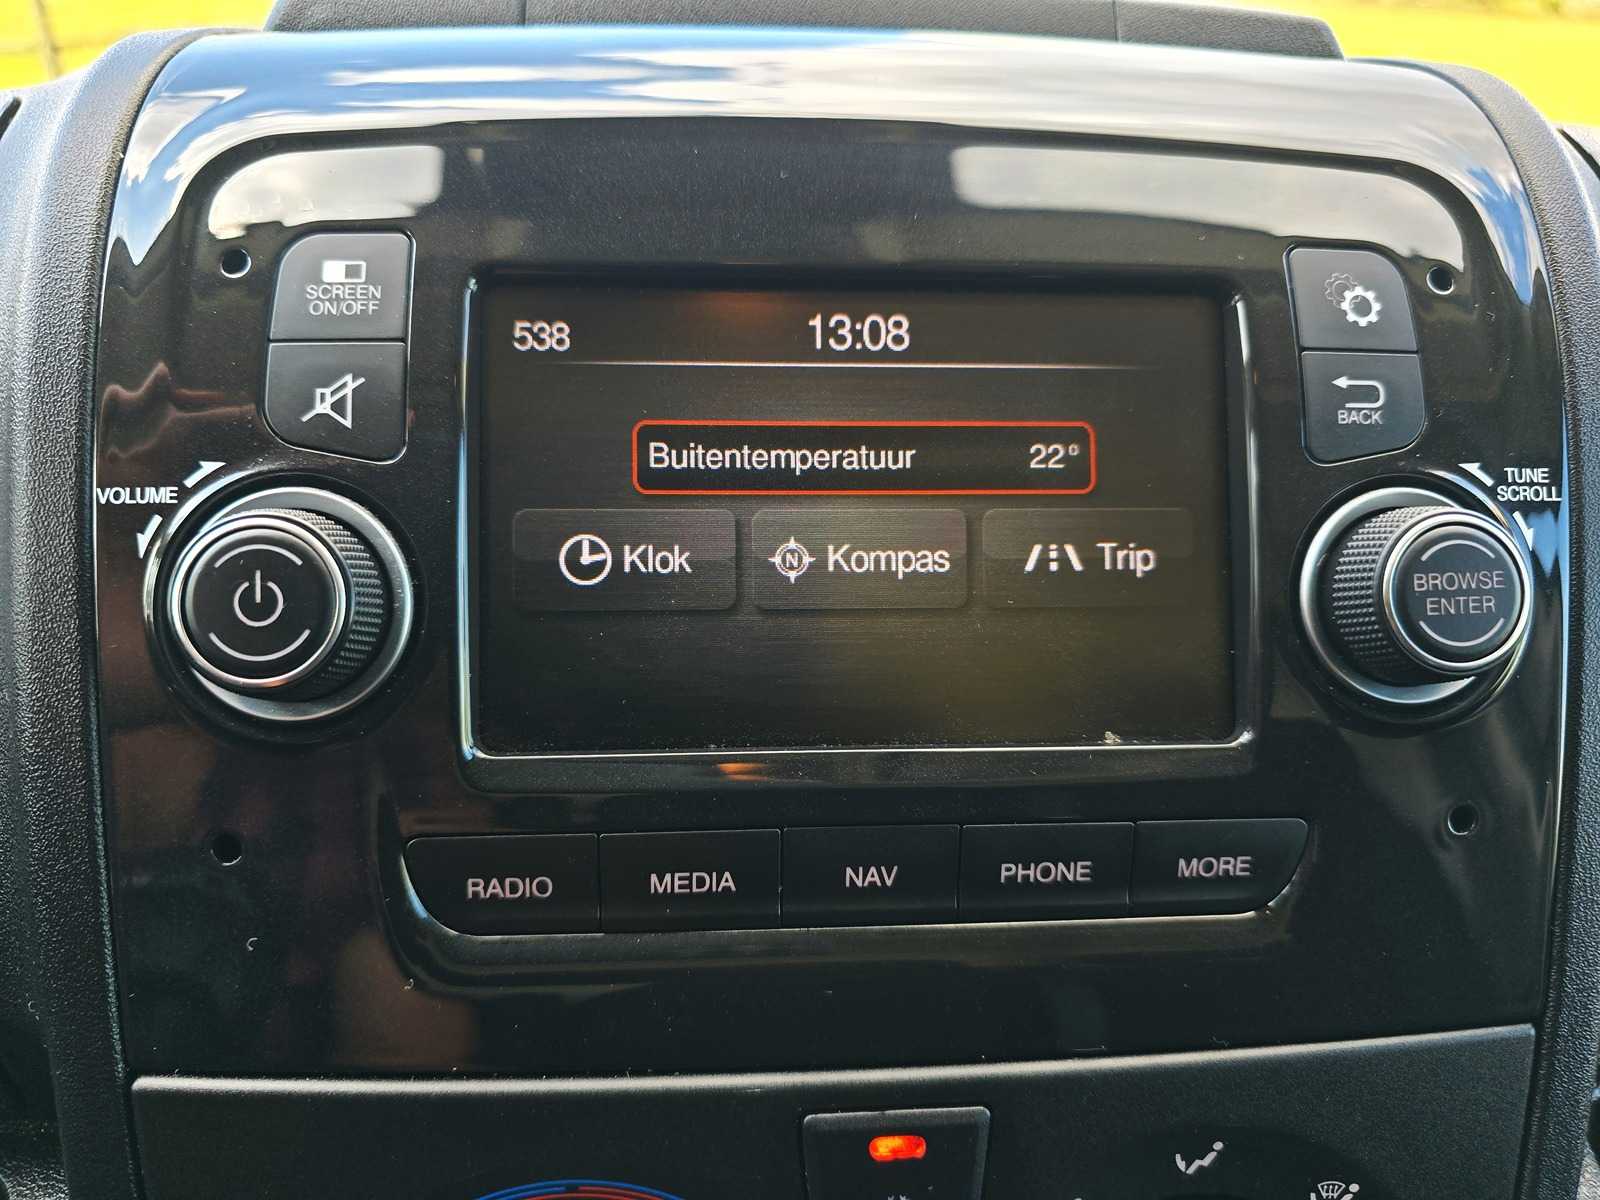 SCREEN
ON/OFF
538
13:08
BACK
Buitentemperatuur 22°
VOLUME
TUNE
SCROLL
Klok
N
Kompas
Trip
BROWSE
ENTER
RADIO
MEDIA
NAV
PHONE
MORE